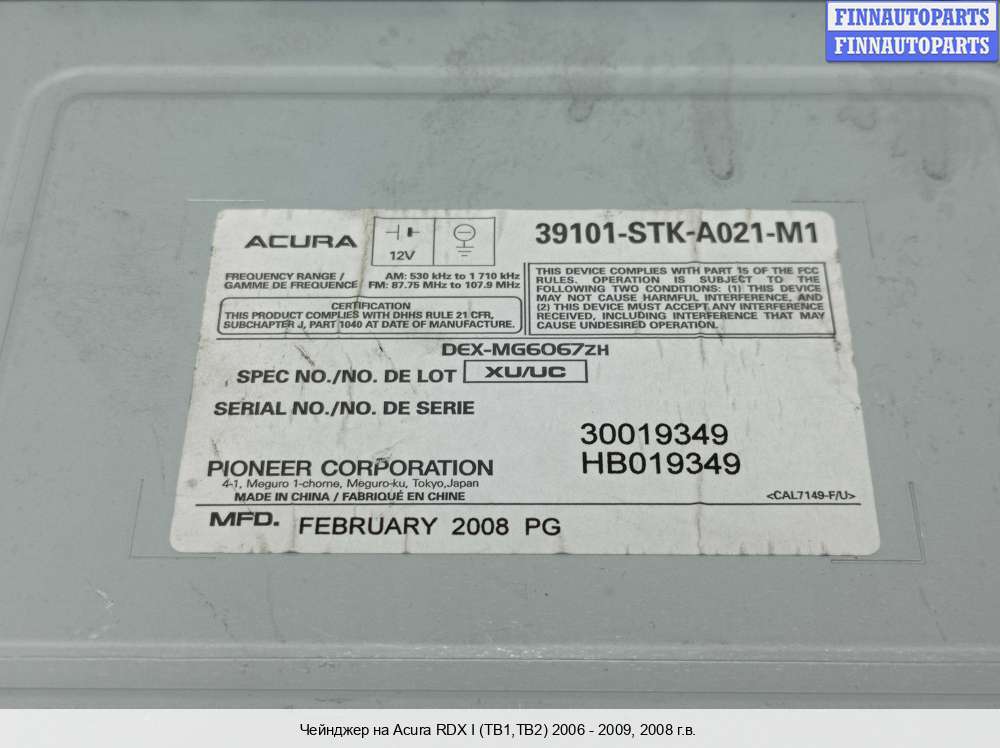 FINNAUTOPARTS
FINNAUTOPARTS
ACURA
12V
39101-STK-A021-M1
FREQUENCY RANGE / AM: 530 kHz to 1 710 kHz
GAMME DE FREQUENCE FM: 87.75 MHz to 107.9 MHz
CERTIFICATION
THIS PRODUCT COMPLIES WITH DHHS RULE 21 CFR,
SUBCHAPTER J, PART 1040 AT DATE OF MANUFACTURE.
THIS DEVICE COMPLIES WITH PART 15 OF THE FCC
RULES. OPERATION IS SUBJECT TO THE
FOLLOWING TWO CONDITIONS: (1) THIS DEVICE
MAY NOT CAUSE HARMFUL INTERFERENCE, AND
(2) THIS DEVICE MUST ACCEPT ANY INTERFERENCE
RECEIVED, INCLUDING INTERFERENCE THAT MAY
CAUSE UNDESIRED OPERATION.
DEX-MG6067ZH
SPEC NO./NO. DE LOT XU/UC
SERIAL NO./NO. DE SERIE
30019349
HB019349
PIONEER CORPORATION
4-1, Meguro 1-chome, Meguro-ku, Tokyo,Japan
MADE IN CHINA / FABRIQUÉ EN CHINE
<CAL7149-F/U>
MFD. FEBRUARY 2008 PG
Чейнджер на Acura RDX I (TB1,TB2) 2006 - 2009, 2008 г.в.